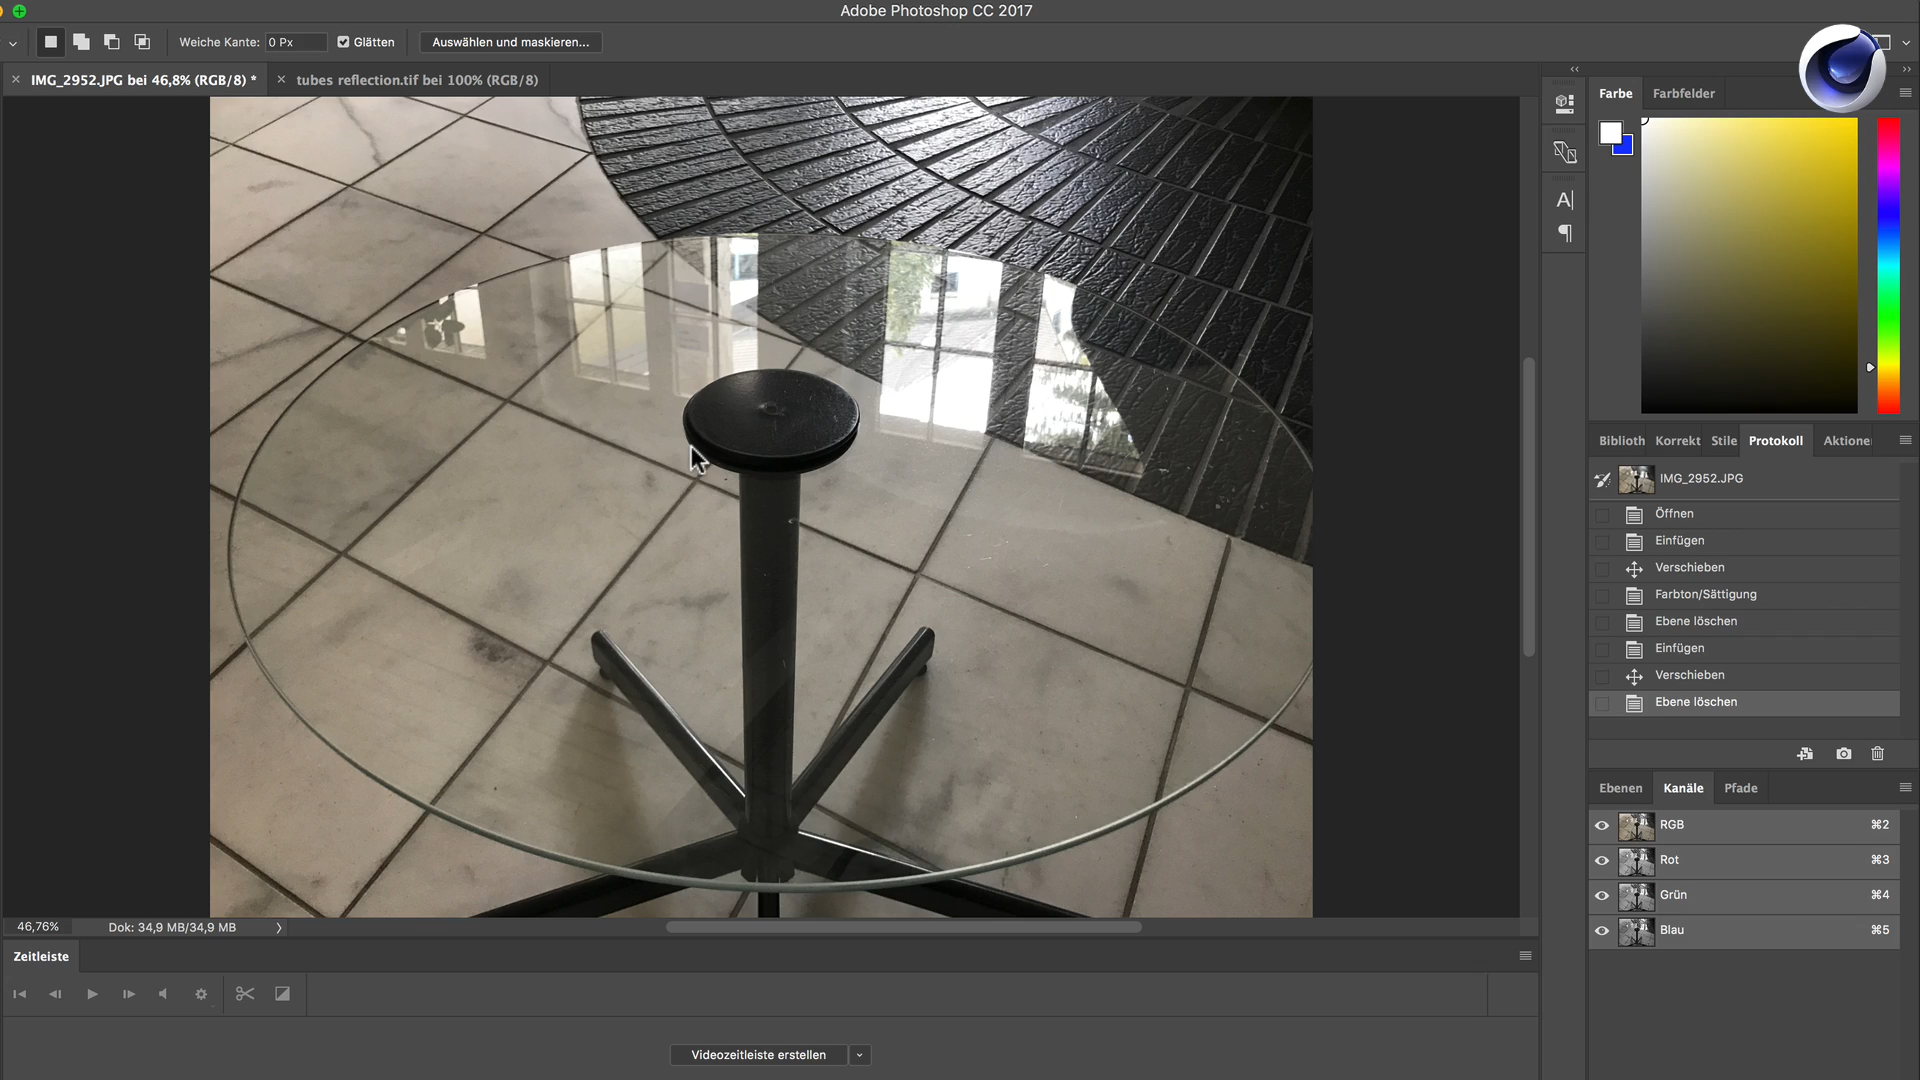 Adobe Photoshop CC 2017
Weiche Kante: 0 Px Glätten Auswählen und maskieren...
IMG_2952.JPG bei 46,8% (RGB/8) * tubes reflection.tif bei 100% (RGB/8)
Farbe Farbfelder
A
Biblioth Korrekt Stile Protokoll Aktione
IMG_2952.JPG
Öffnen
Einfügen
Verschieben
Farbton/Sättigung
Ebene löschen
Einfügen
Verschieben
Ebene löschen
Ebenen Kanäle Pfade
RGB ⌘2
Rot ⌘3
Grün ⌘4
Blau ⌘5
46,76% Dok: 34,9 MB/34,9 MB
Zeitleiste
Videozeitleiste erstellen